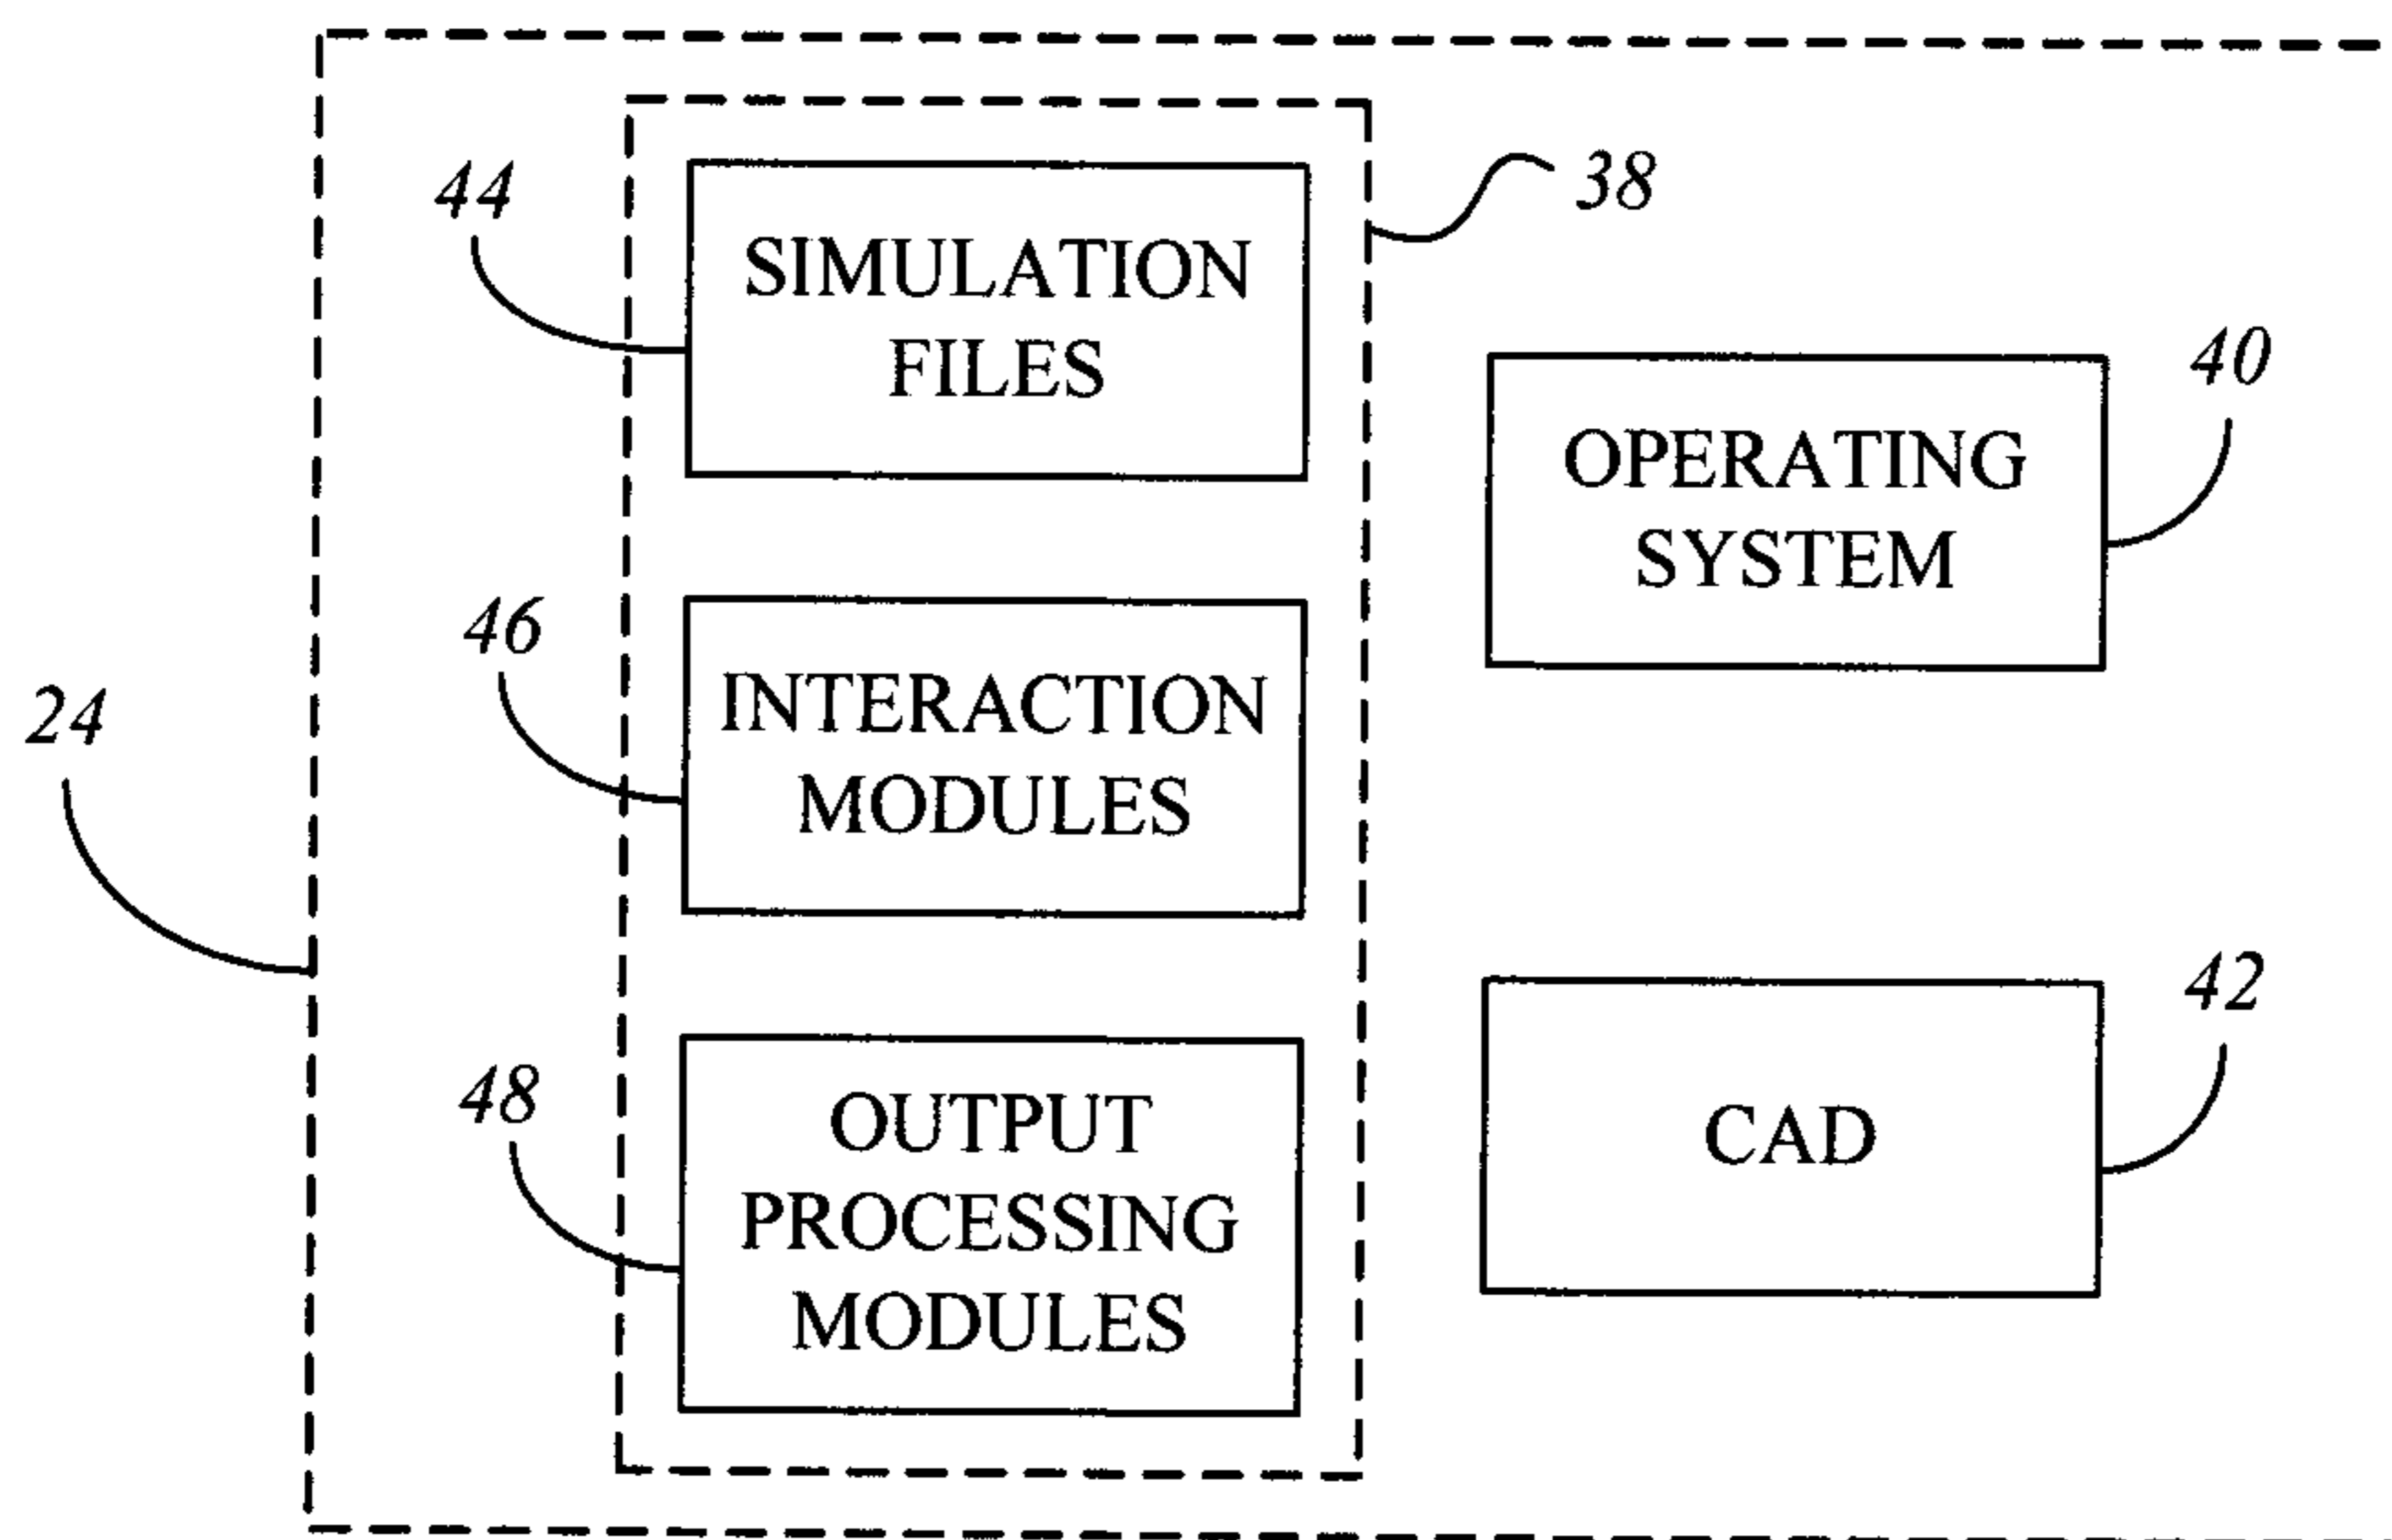 44
SIMULATION
FILES
38
40
OPERATING
SYSTEM
46
INTERACTION
MODULES
24
42
CAD
48
OUTPUT
PROCESSING
MODULES